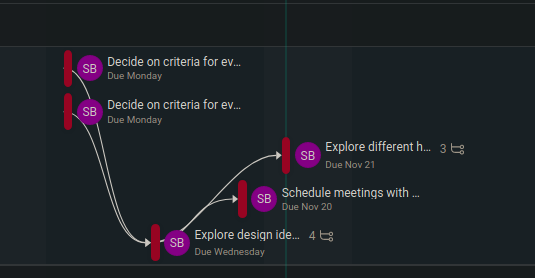 SB Decide on criteria for ev...
Due Monday
SB Decide on criteria for ev...
Due Monday
SB Explore different h... 3
Due Nov 21
SB Schedule meetings with ...
Due Nov 20
SB Explore design ide... 4
Due Wednesday